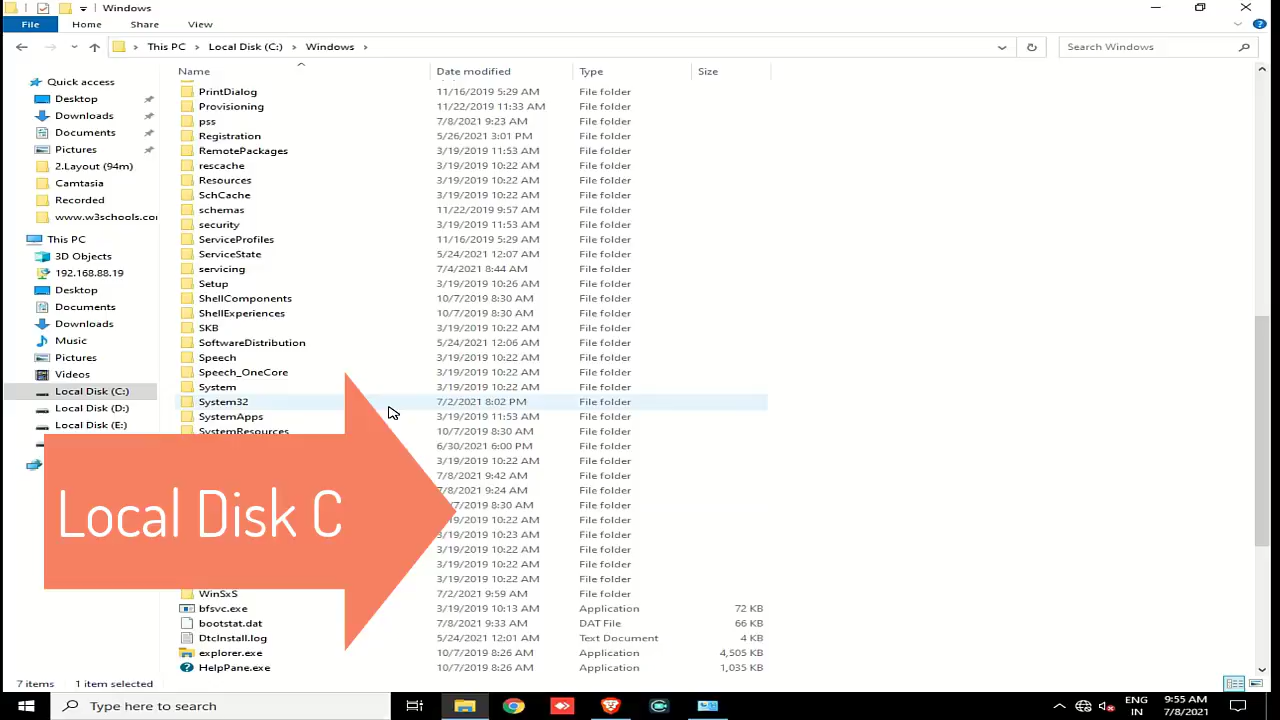 Windows
File Home Share View
This PC Local Disk (C:) Windows
Search Windows
Name Date modified Type Size
Quick access
Desktop
Downloads
Documents
Pictures
2.Layout (94m)
Camtasia
Recorded
www.w3schools.co
This PC
3D Objects
192.168.88.19
Desktop
Documents
Downloads
Music
Pictures
Videos
Local Disk (C:)
Local Disk (D:)
Local Disk (E:)
PrintDialog 11/16/2019 5:29 AM File folder
Provisioning 11/22/2019 11:33 AM File folder
pss 7/8/2021 9:23 AM File folder
Registration 5/26/2021 3:01 PM File folder
RemotePackages 3/19/2019 11:53 AM File folder
rescache 3/19/2019 10:22 AM File folder
Resources 3/19/2019 10:22 AM File folder
SchCache 3/19/2019 10:22 AM File folder
schemas 11/22/2019 9:57 AM File folder
security 3/19/2019 11:53 AM File folder
ServiceProfiles 11/16/2019 5:29 AM File folder
ServiceState 5/24/2021 12:07 AM File folder
servicing 7/4/2021 8:44 AM File folder
Setup 3/19/2019 10:26 AM File folder
ShellComponents 10/7/2019 8:30 AM File folder
ShellExperiences 10/7/2019 8:30 AM File folder
SKB 3/19/2019 10:22 AM File folder
SoftwareDistribution 5/24/2021 12:06 AM File folder
Speech 3/19/2019 10:22 AM File folder
Speech_OneCore 3/19/2019 10:22 AM File folder
System 3/19/2019 10:22 AM File folder
System32 7/2/2021 8:02 PM File folder
SystemApps 3/19/2019 11:53 AM File folder
SystemResources 10/7/2019 8:30 AM File folder
6/30/2021 6:00 PM File folder
3/19/2019 10:22 AM File folder
7/8/2021 9:42 AM File folder
7/8/2021 9:24 AM File folder
/7/2019 8:30 AM File folder
/19/2019 10:22 AM File folder
3/19/2019 10:23 AM File folder
3/19/2019 10:22 AM File folder
3/19/2019 10:22 AM File folder
3/19/2019 10:22 AM File folder
WinSxS 7/2/2021 9:59 AM File folder
bfsvc.exe 3/19/2019 10:13 AM Application 72 KB
bootstat.dat 7/8/2021 9:33 AM DAT File 66 KB
DtcInstall.log 5/24/2021 12:01 AM Text Document 4 KB
explorer.exe 10/7/2019 8:26 AM Application 4,505 KB
HelpPane.exe 10/7/2019 8:26 AM Application 1,035 KB
Local Disk C
7 items 1 item selected
Type here to search
ENG
IN
9:55 AM
7/8/2021